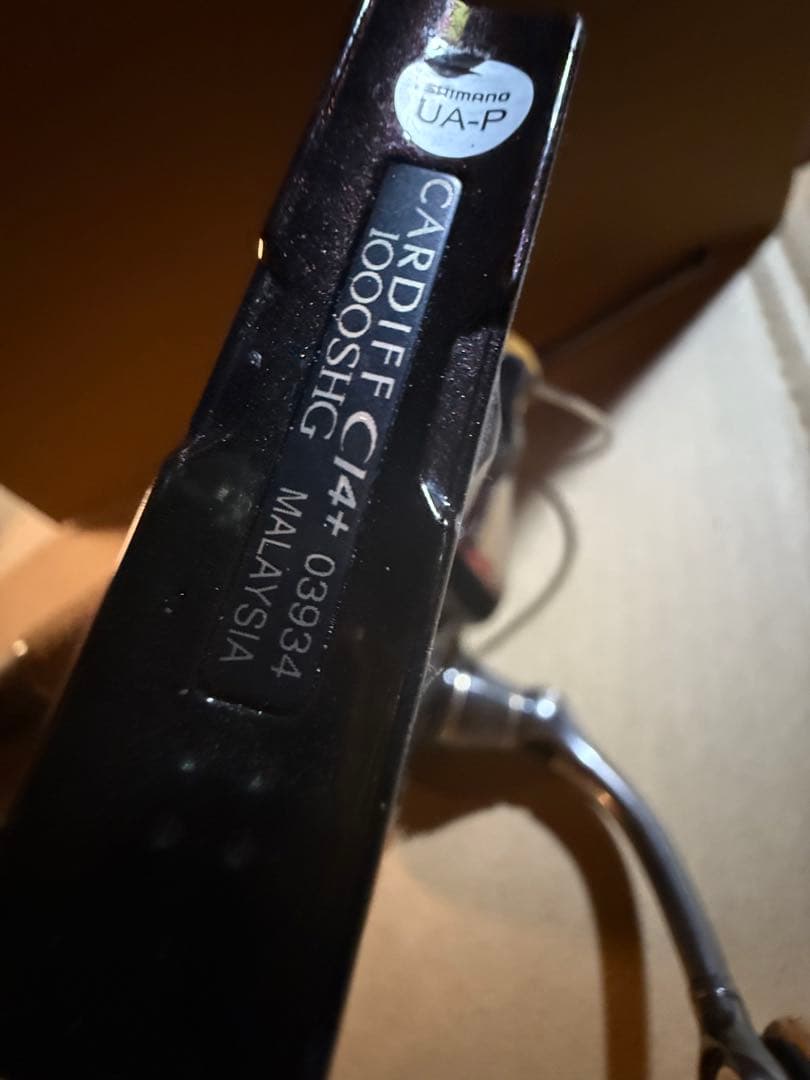 SHIMANO
UA-P
CARDIFF CI4+ 03934
1000SHG MALAYSIA